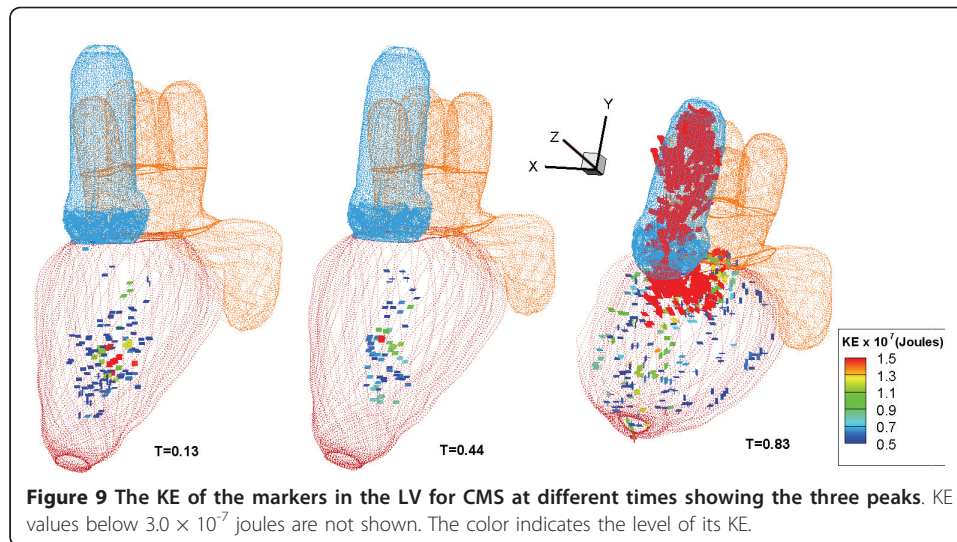 Y
Z
X
KE x 10⁷(Joules)
1.5
1.3
1.1
0.9
0.7
0.5
T=0.13
T=0.44
T=0.83
Figure 9 The KE of the markers in the LV for CMS at different times showing the three peaks. KE
values below 3.0 × 10⁻⁷ joules are not shown. The color indicates the level of its KE.